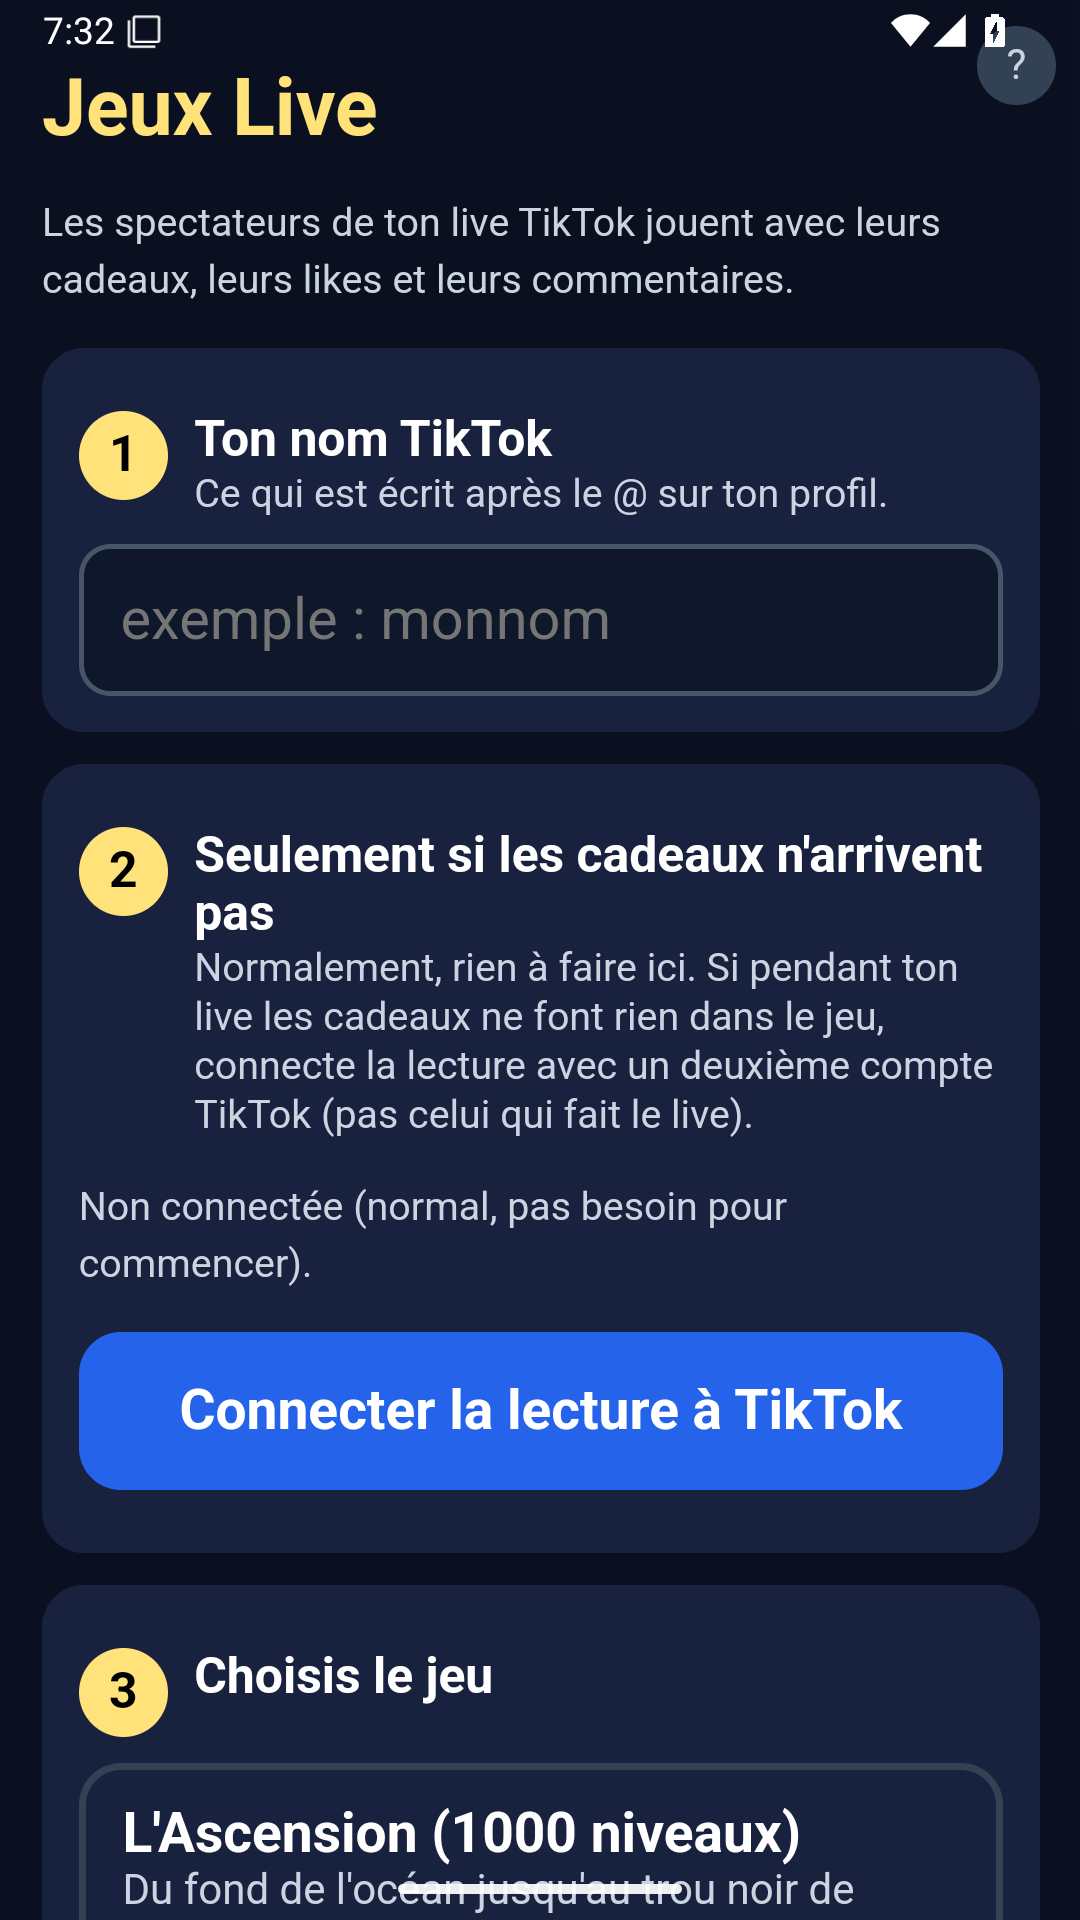 7:32
?
Jeux Live
Les spectateurs de ton live TikTok jouent avec leurs
cadeaux, leurs likes et leurs commentaires.
1
Ton nom TikTok
Ce qui est écrit après le @ sur ton profil.
exemple : monnom
2
Seulement si les cadeaux n'arrivent
pas
Normalement, rien à faire ici. Si pendant ton
live les cadeaux ne font rien dans le jeu,
connecte la lecture avec un deuxième compte
TikTok (pas celui qui fait le live).
Non connectée (normal, pas besoin pour
commencer).
Connecter la lecture à TikTok
3
Choisis le jeu
L'Ascension (1000 niveaux)
Du fond de l'océan jusqu'au trou noir de